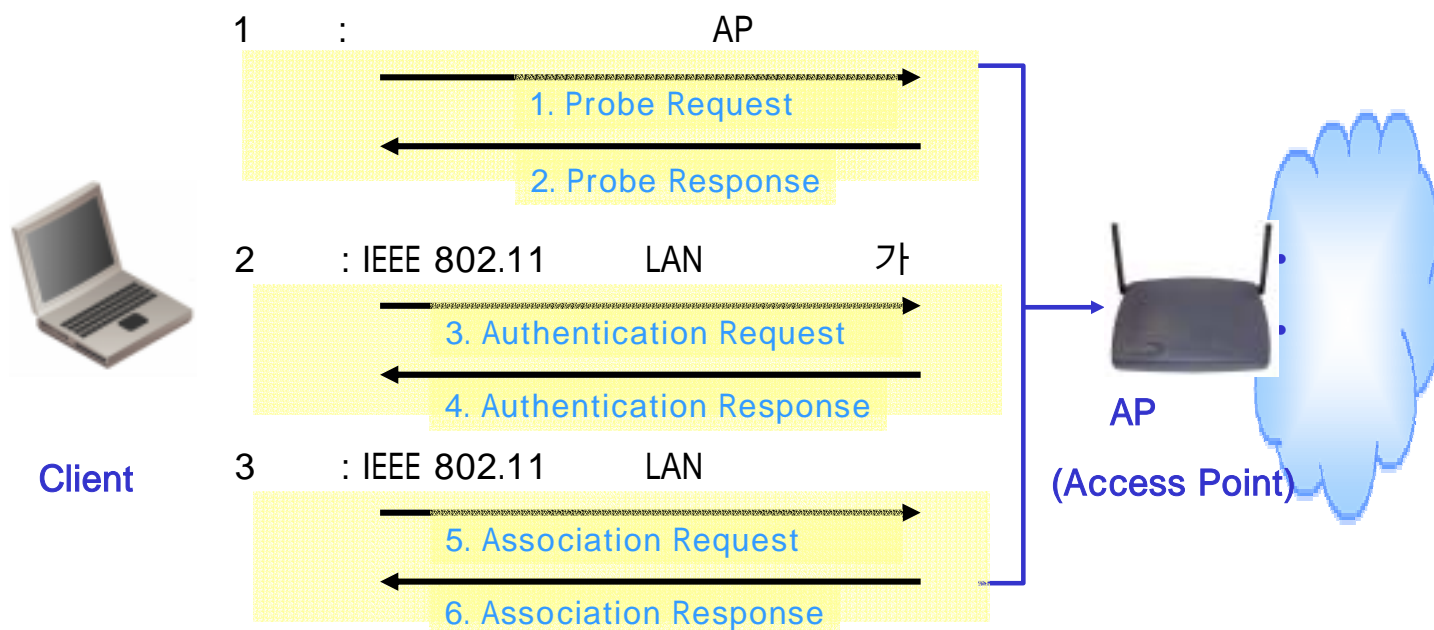 1 : AP
1. Probe Request
2. Probe Response
2 : IEEE 802.11 LAN 가
3. Authentication Request
4. Authentication Response
AP
3 : IEEE 802.11 LAN
Client
(Access Point)
5. Association Request
6. Association Response